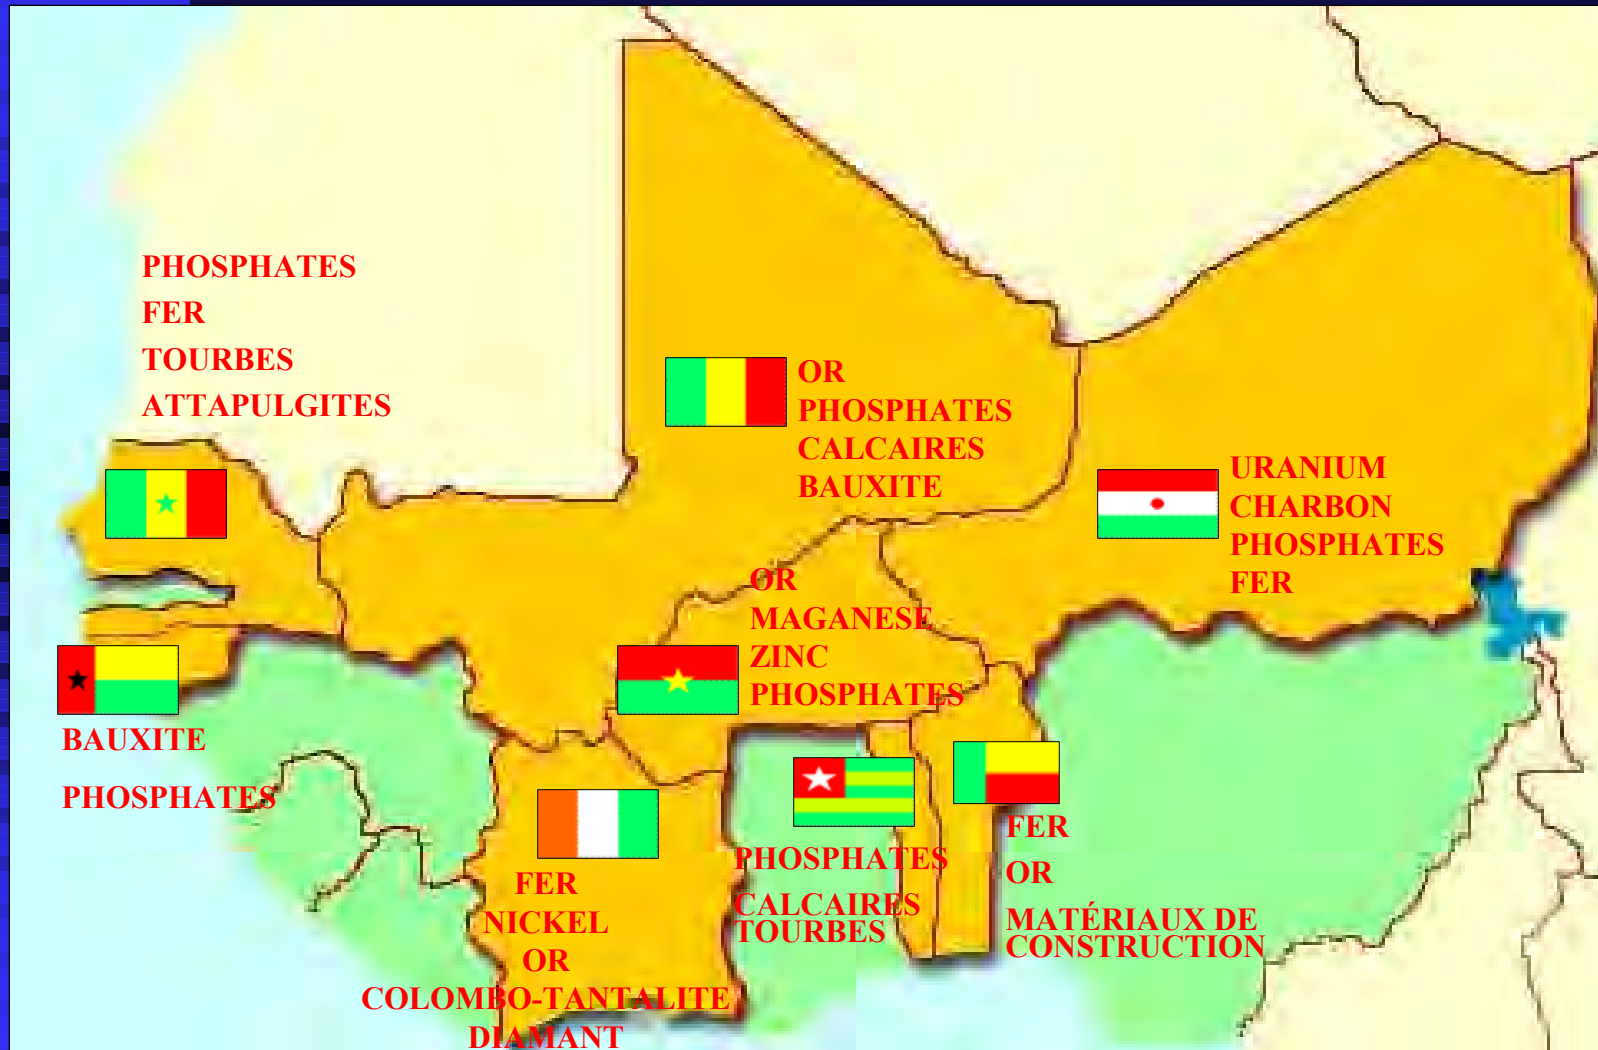 PHOSPHATES
FER
TOURBES
ATTAPULGITES
OR
PHOSPHATES
CALCAIRES
BAUXITE
URANIUM
CHARBON
PHOSPHATES
FER
OR
MAGANESE
ZINC
PHOSPHATES
BAUXITE
PHOSPHATES
FER
NICKEL
OR
COLOMBO-TANTALITE
DIAMANT
PHOSPHATES
CALCAIRES
TOURBES
FER
OR
MATÉRIAUX DE
CONSTRUCTION